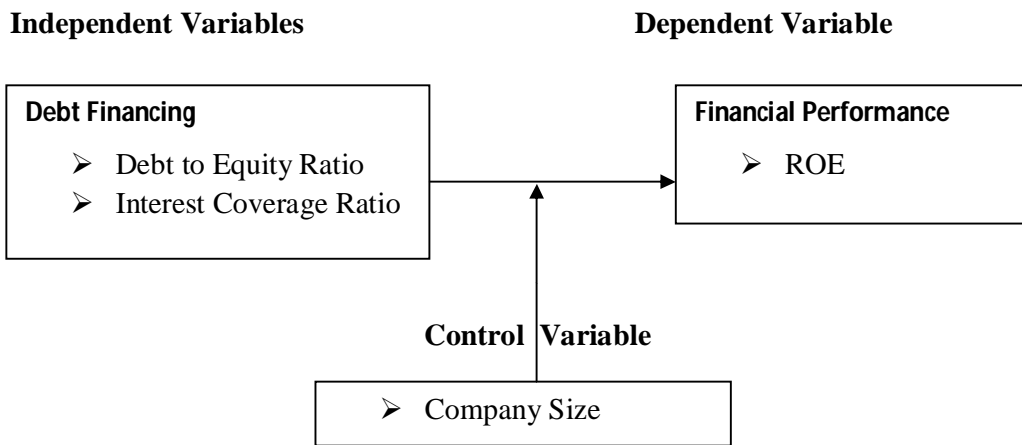 Independent Variables
Dependent Variable
Debt Financing
➢ Debt to Equity Ratio
➢ Interest Coverage Ratio
Financial Performance
➢ ROE
Control Variable
➢ Company Size